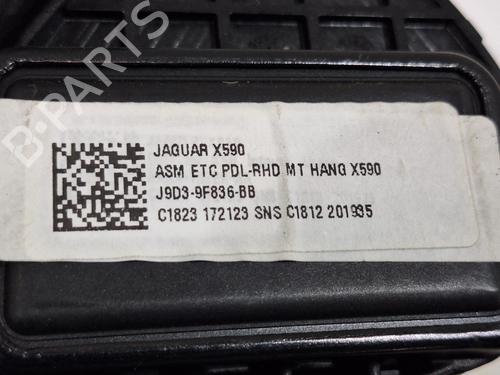 B-PARTS
JAGUAR X590
ASM ETC PDL-RHD MT HANG X590
J9D3-9F836-BB
C1823 172123 SNS C1812 201935